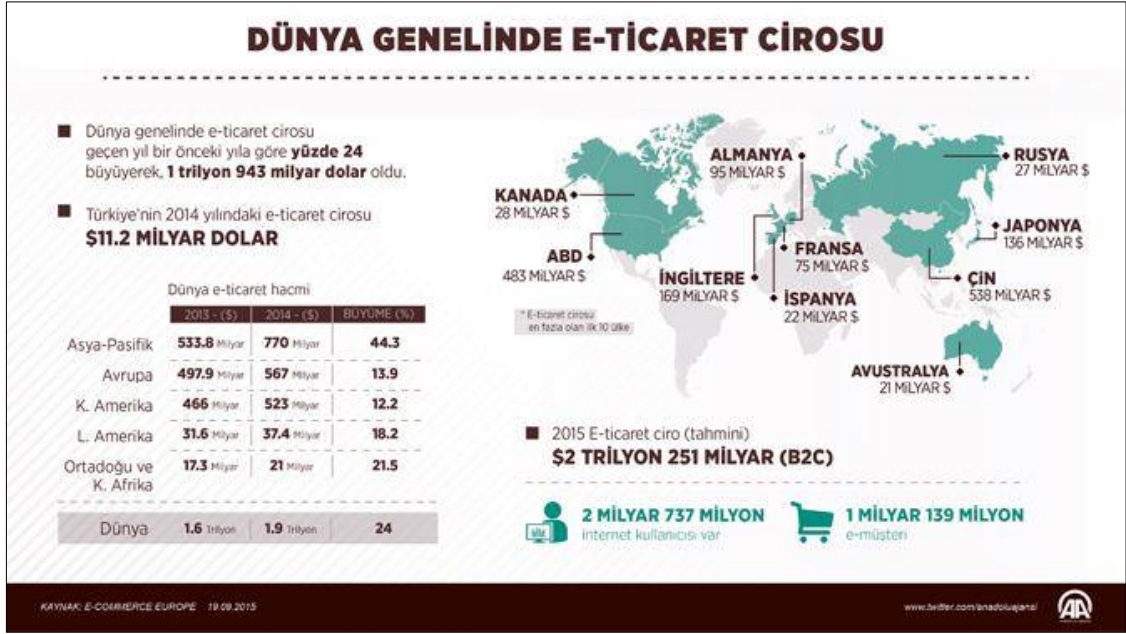 DÜNYA GENELİNDE E-TİCARET CİROSU
Dünya genelinde e-ticaret cirosu
geçen yıl bir önceki yıla göre yüzde 24
büyüyerek, 1 trilyon 943 milyar dolar oldu.
Türkiye'nin 2014 yılındaki e-ticaret cirosu
$11.2 MİLYAR DOLAR
Dünya e-ticaret hacmi
2013 - ($) 2014 - ($) BÜYÜME (%)
Asya-Pasifik 533.8 Milyar 770 Milyar 44.3
Avrupa 497.9 Milyar 567 Milyar 13.9
K. Amerika 466 Milyar 523 Milyar 12.2
L. Amerika 31.6 Milyar 37.4 Milyar 18.2
Ortadoğu ve 17.3 Milyar 21 Milyar 21.5
K. Afrika
Dünya 1.6 Trilyon 1.9 Trilyon 24
KANADA
28 MİLYAR $
ABD
483 MİLYAR $
ALMANYA
95 MİLYAR $
RUSYA
27 MİLYAR $
JAPONYA
136 MİLYAR $
FRANSA
75 MİLYAR $
İNGİLTERE
169 MİLYAR $
İSPANYA
22 MİLYAR $
ÇİN
538 MİLYAR $
AVUSTRALYA
21 MİLYAR $
* E-ticaret cirosu
en fazla olan ilk 10 ülke
2015 E-ticaret ciro (tahmini)
$2 TRİLYON 251 MİLYAR (B2C)
2 MİLYAR 737 MİLYON
internet kullanıcısı var
1 MİLYAR 139 MİLYON
e-müşteri
KAYNAK: E-COMMERCE EUROPE 19.09.2015
www.twitter.com/anadoluajansi
AA